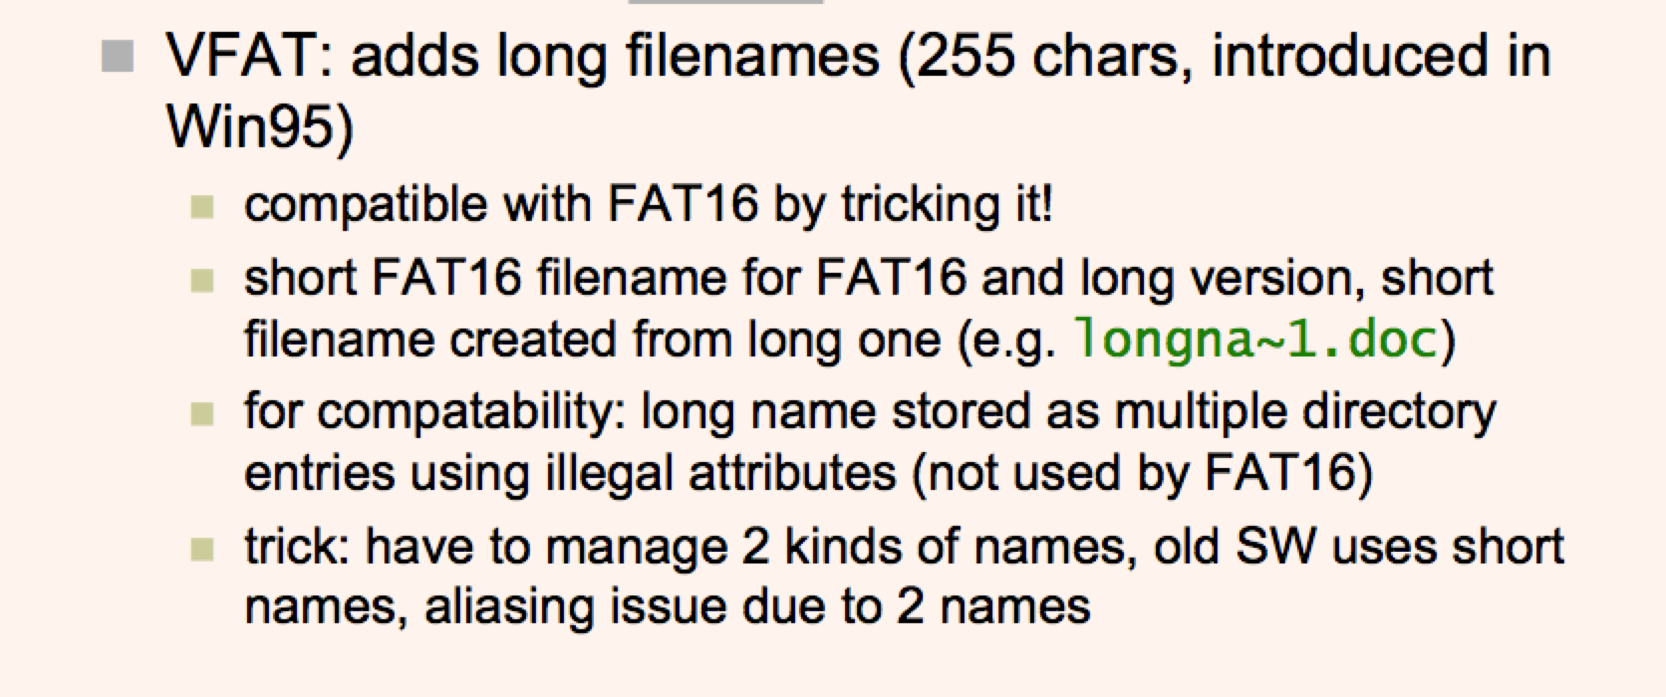 VFAT: adds long filenames (255 chars, introduced in
Win95)
compatible with FAT16 by tricking it!
short FAT16 filename for FAT16 and long version, short
filename created from long one (e.g. longna~1.doc)
for compatability: long name stored as multiple directory
entries using illegal attributes (not used by FAT16)
trick: have to manage 2 kinds of names, old SW uses short
names, aliasing issue due to 2 names